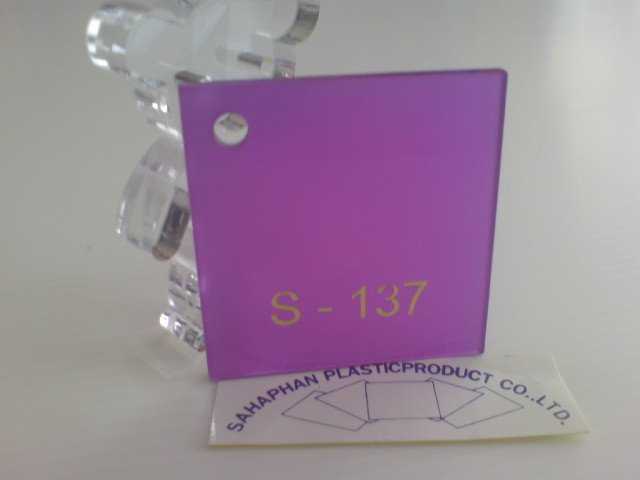 S - 137
SAHAPHAN PLASTICPRODUCT CO.,LTD.